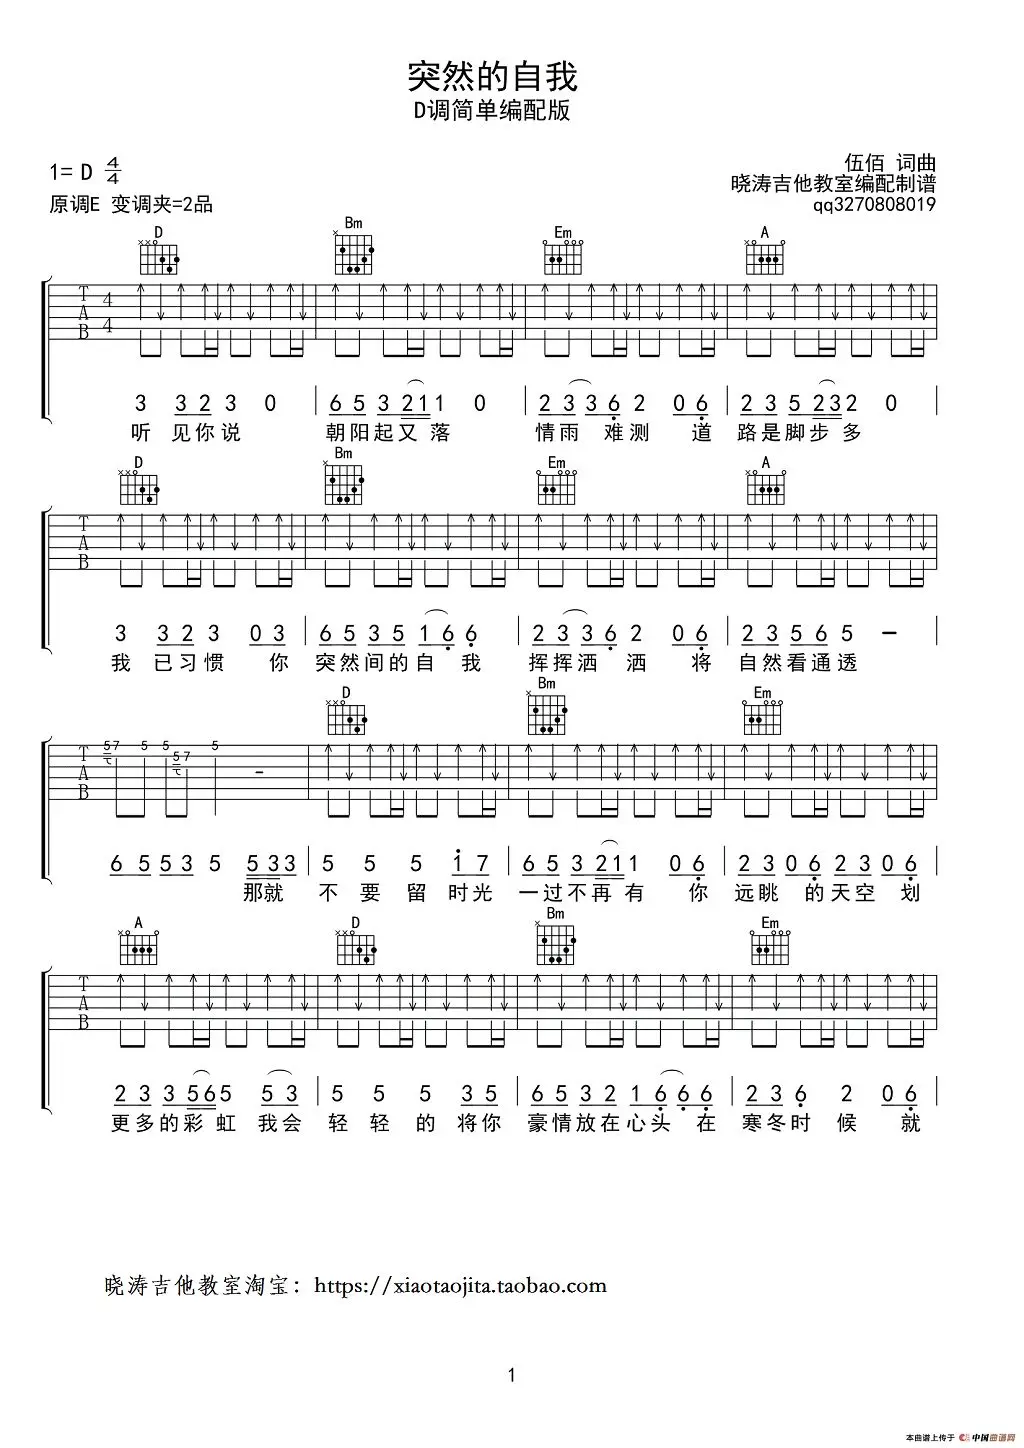 突然的自我
D调简单编配版
1= D 4/4
伍佰 词曲
晓涛吉他教室编配制谱
原调E 变调夹=2品
qq3270808019
D Bm Em A
T A B 4 4
3 3 2 3 0 6 5 3 2 1 1 0 2 3 3 6 2 0 6 2 3 5 2 3 2 0
听 见你说 朝阳起又落 情雨 难测 道 路是脚步多
D Bm Em A
T A B
3 3 2 3 0 3 6 5 3 5 1 6 6 2 3 3 6 2 0 6 2 3 5 6 5 —
我 已习惯 你 突然间的自 我 挥挥洒 洒 将 自然看通透
D Bm Em
T A B 5 7 5 5 5 7 5 -
6 5 5 3 5 5 3 3 5 5 5 1 7 6 5 3 2 1 1 0 6 2 3 0 6 2 3 0 6
那就 不 要 留 时光 一过不再有 你 远眺 的天空 划
A D Bm Em
T A B
2 3 3 5 6 5 5 3 5 5 5 3 5 6 5 3 2 1 6 6 6 2 3 6 2 0 6
更多的彩 虹 我会 轻 轻 的 将你 豪情放在心头 在 寒冬时 候 就
晓涛吉他教室淘宝：https://xiaotaojita.taobao.com
1
本曲谱上传于 中国曲谱网